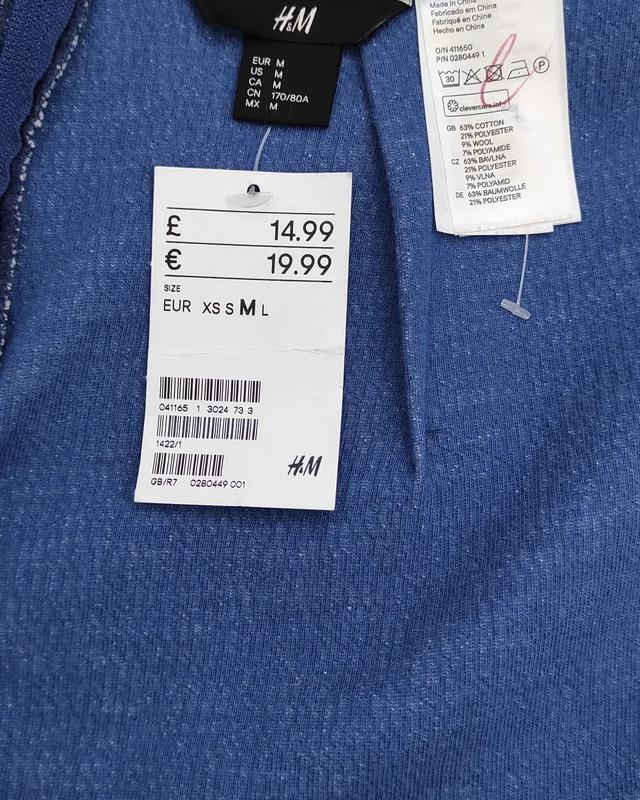 H&M
EUR M
US M
CA M
CN 170/80A
MX M
Made in China
Fabricado em China
Fabriqué en Chine
Hecho en China
O/N 411650
P/N 0280449 1
30
P
clevercare.info
GB 63% COTTON
21% POLYESTER
9% WOOL
7% POLYAMIDE
CZ 63% BAVLNA
21% POLYESTER
9% VLNA
7% POLYAMID
DE 63% BAUMWOLLE
21% POLYESTER
£ 14.99
€ 19.99
SIZE
EUR XS S M L
041165 1 3024 73 3
1422/1
GB/R7 0280449 001
H&M